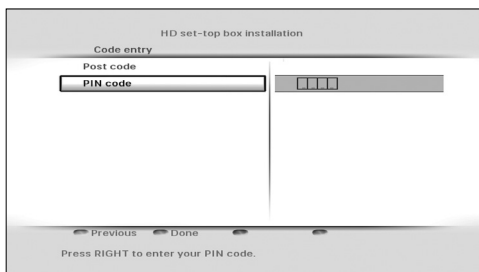 HD set-top box installation
Code entry
Post code
PIN code
Previous Done
Press RIGHT to enter your PIN code.